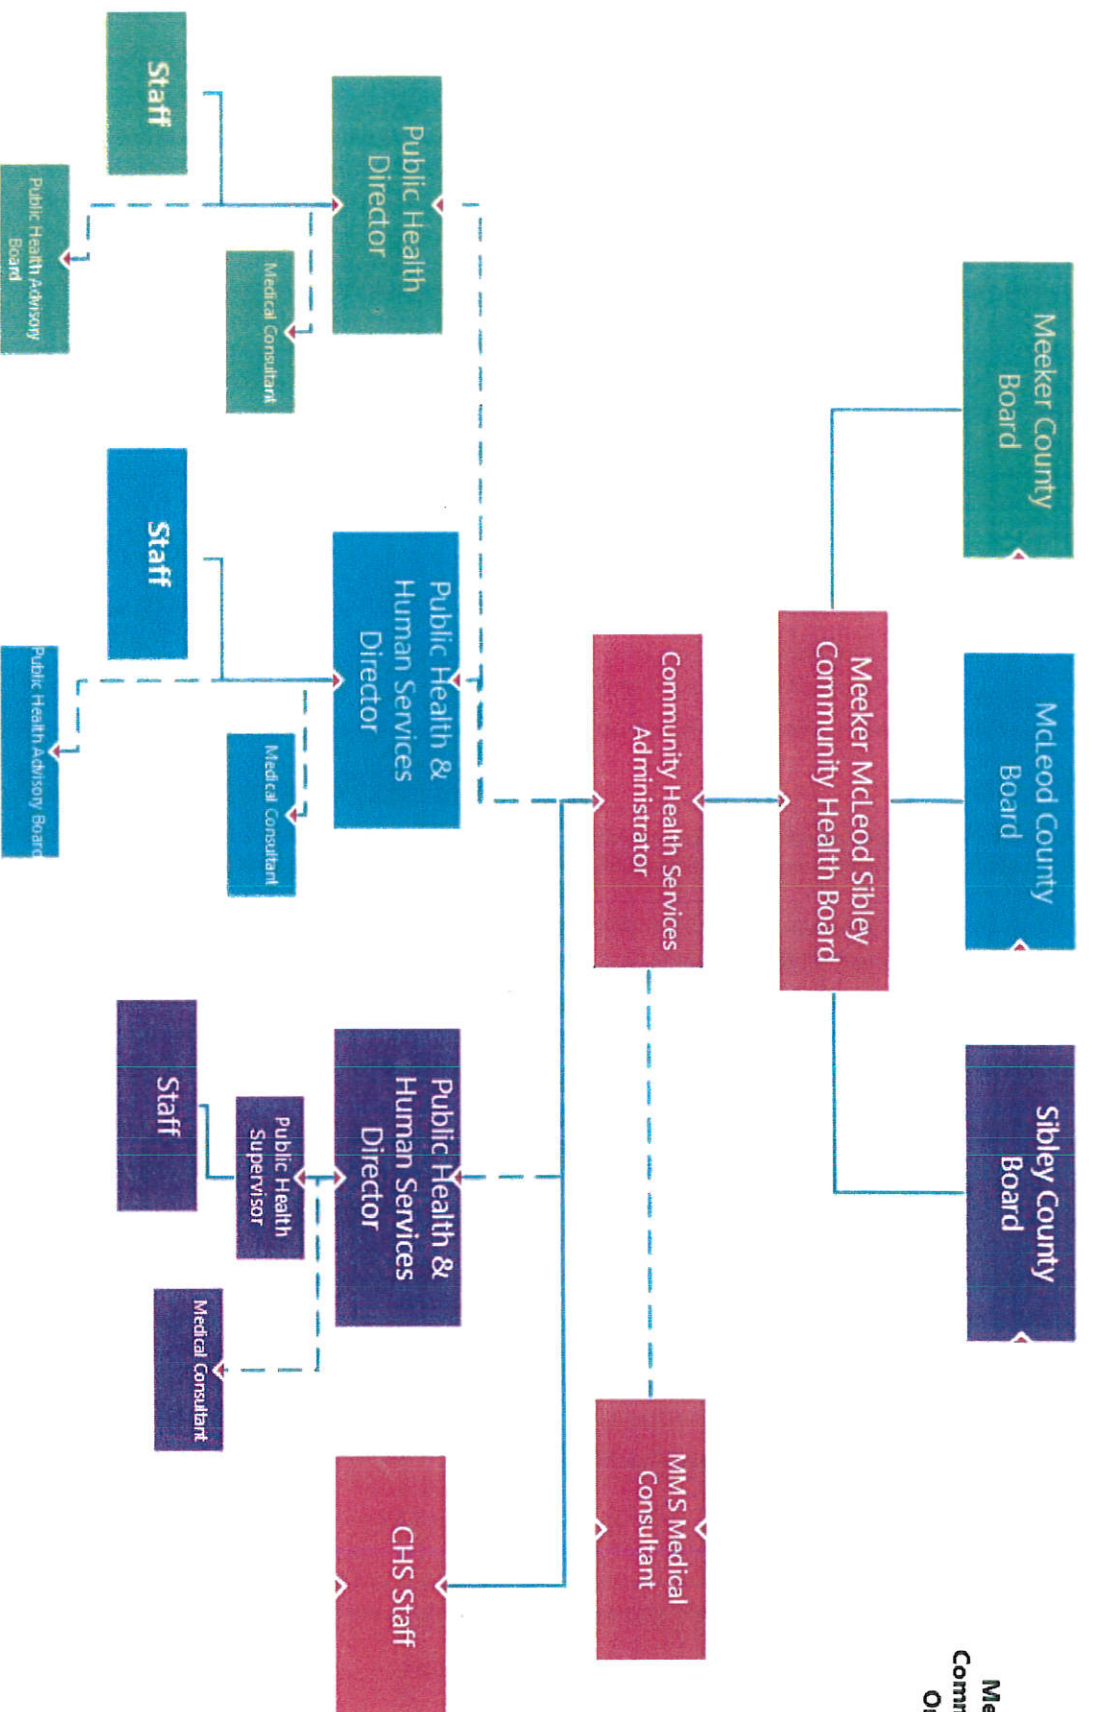 Meeker County
Board
McLeod County
Board
Sibley County
Board
Meeker McLeod Sibley
Community Health Board
Community Health Services
Administrator
MMS Medical
Consultant
Public Health
Director
Public Health &
Human Services
Director
Public Health &
Human Services
Director
CHS Staff
Medical Consultant
Medical Consultant
Public Health
Supervisor
Medical Consultant
Staff
Staff
Staff
Public Health Advisory
Board
Public Health Advisory Board